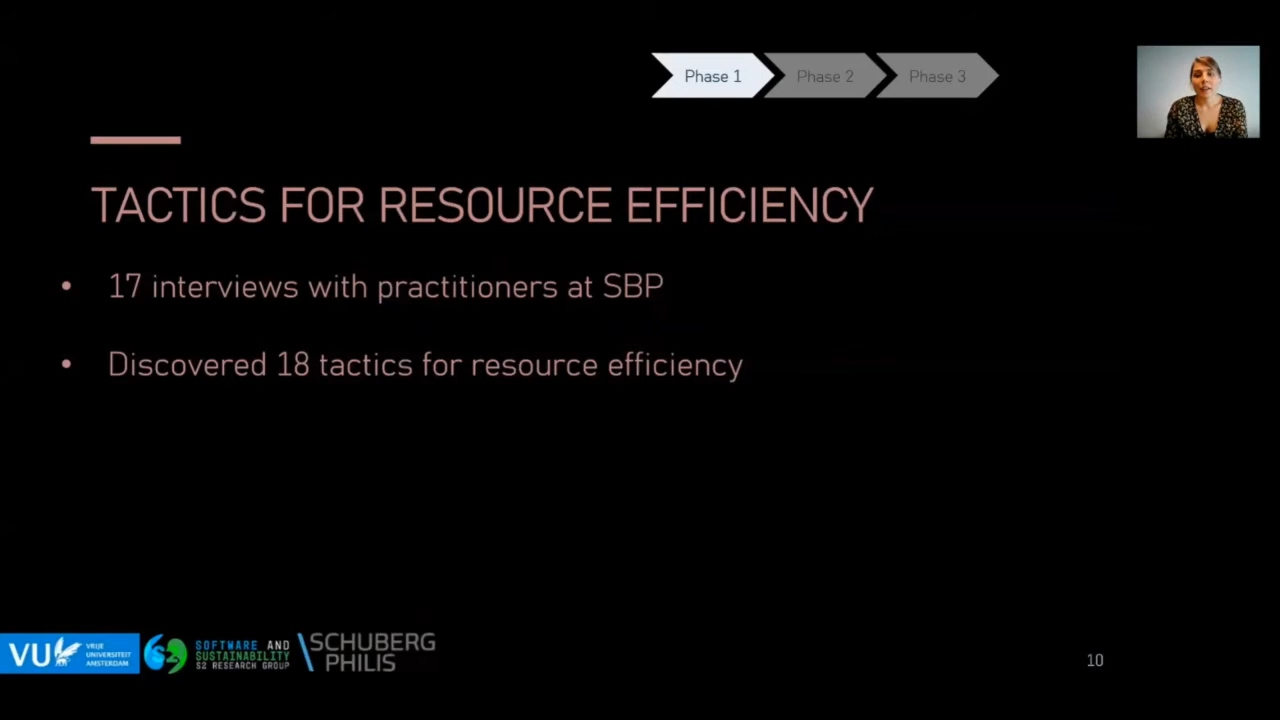 Phase 1 Phase 2 Phase 3
TACTICS FOR RESOURCE EFFICIENCY
• 17 interviews with practitioners at SBP
• Discovered 18 tactics for resource efficiency
VU VRIJE
UNIVERSITEIT
AMSTERDAM
SOFTWARE AND
SUSTAINABILITY
S2 RESEARCH GROUP
SCHUBERG
PHILIS
10